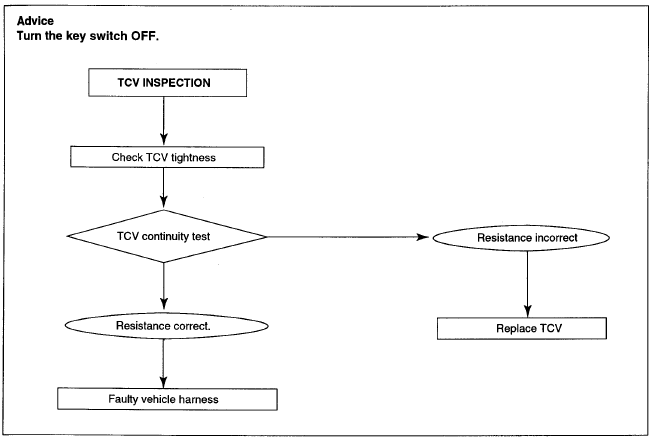 Advice
Turn the key switch OFF.
TCV INSPECTION
Check TCV tightness
TCV continuity test
Resistance incorrect
Resistance correct.
Replace TCV
Faulty vehicle harness